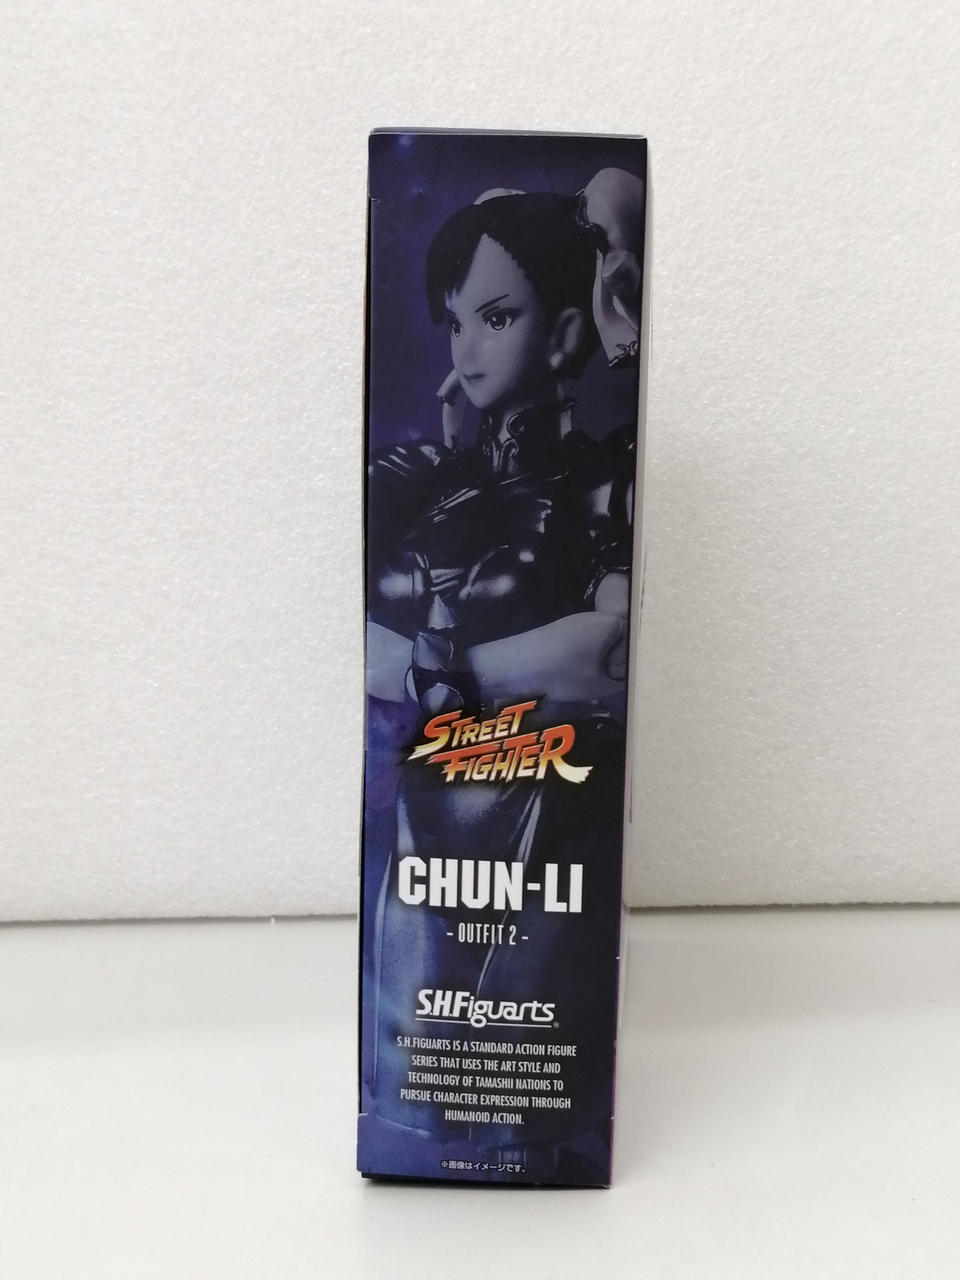 STREET
FIGHTER
CHUN-LI
- OUTFIT 2 -
S.H.Figuarts
S.H.FIGUARTS IS A STANDARD ACTION FIGURE
SERIES THAT USES THE ART STYLE AND
TECHNOLOGY OF TAMASHII NATIONS TO
PURSUE CHARACTER EXPRESSION THROUGH
HUMANOID ACTION.
※画像はイメージです。